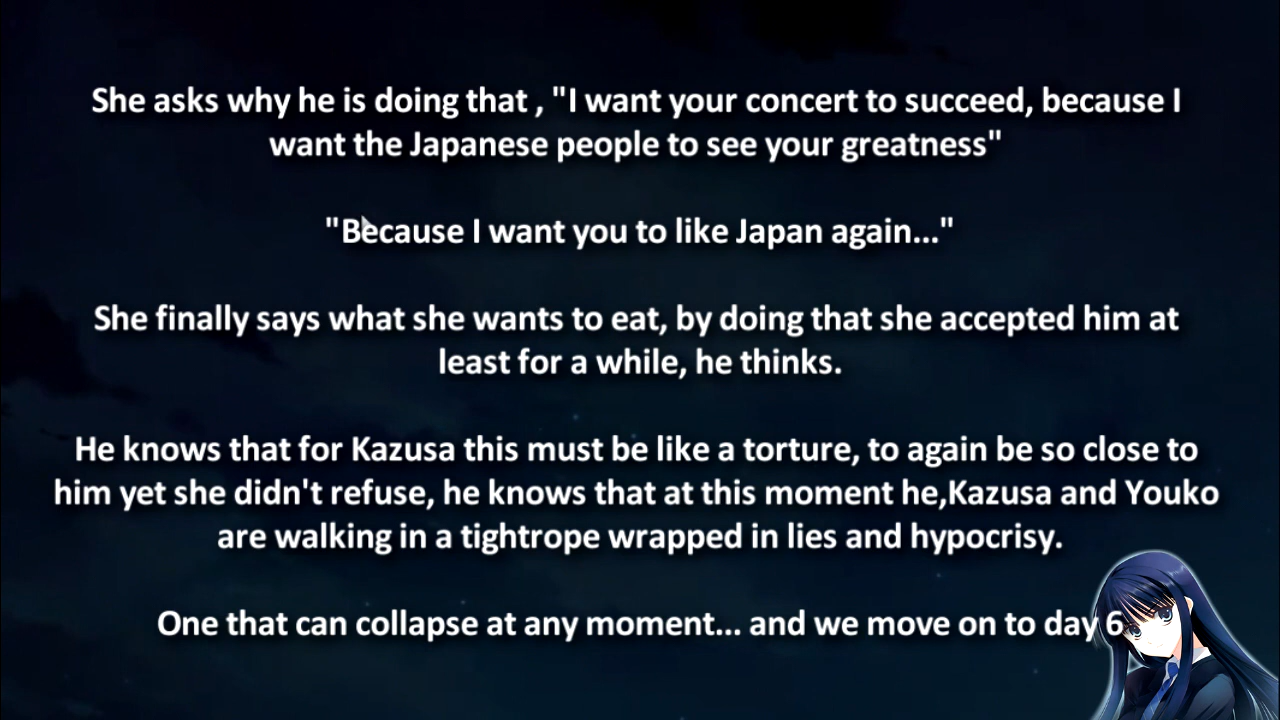 She asks why he is doing that , "I want your concert to succeed, because I
want the Japanese people to see your greatness"
"Because I want you to like Japan again..."
She finally says what she wants to eat, by doing that she accepted him at
least for a while, he thinks.
He knows that for Kazusa this must be like a torture, to again be so close to
him yet she didn't refuse, he knows that at this moment he,Kazusa and Youko
are walking in a tightrope wrapped in lies and hypocrisy.
One that can collapse at any moment... and we move on to day 6.